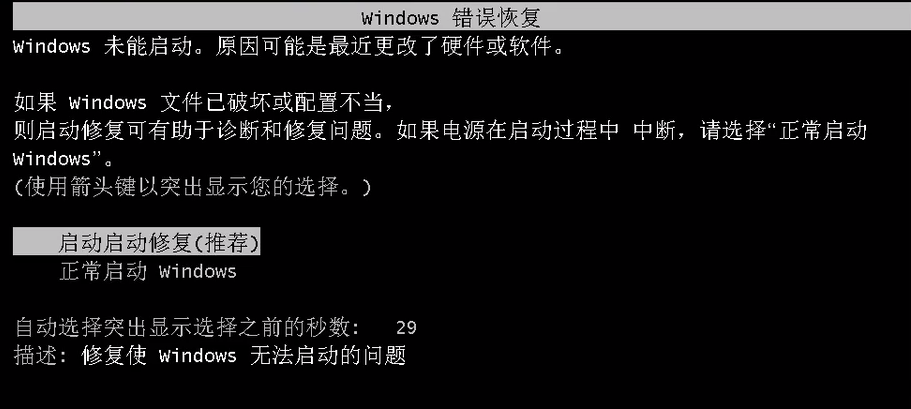 Windows 错误恢复
Windows 未能启动。原因可能是最近更改了硬件或软件。
如果 Windows 文件已破坏或配置不当，
则启动修复可有助于诊断和修复问题。如果电源在启动过程中 中断，请选择“正常启动
Windows”。
(使用箭头键以突出显示您的选择。)
启动启动修复(推荐)
正常启动 Windows
自动选择突出显示选择之前的秒数: 29
描述: 修复使 Windows 无法启动的问题